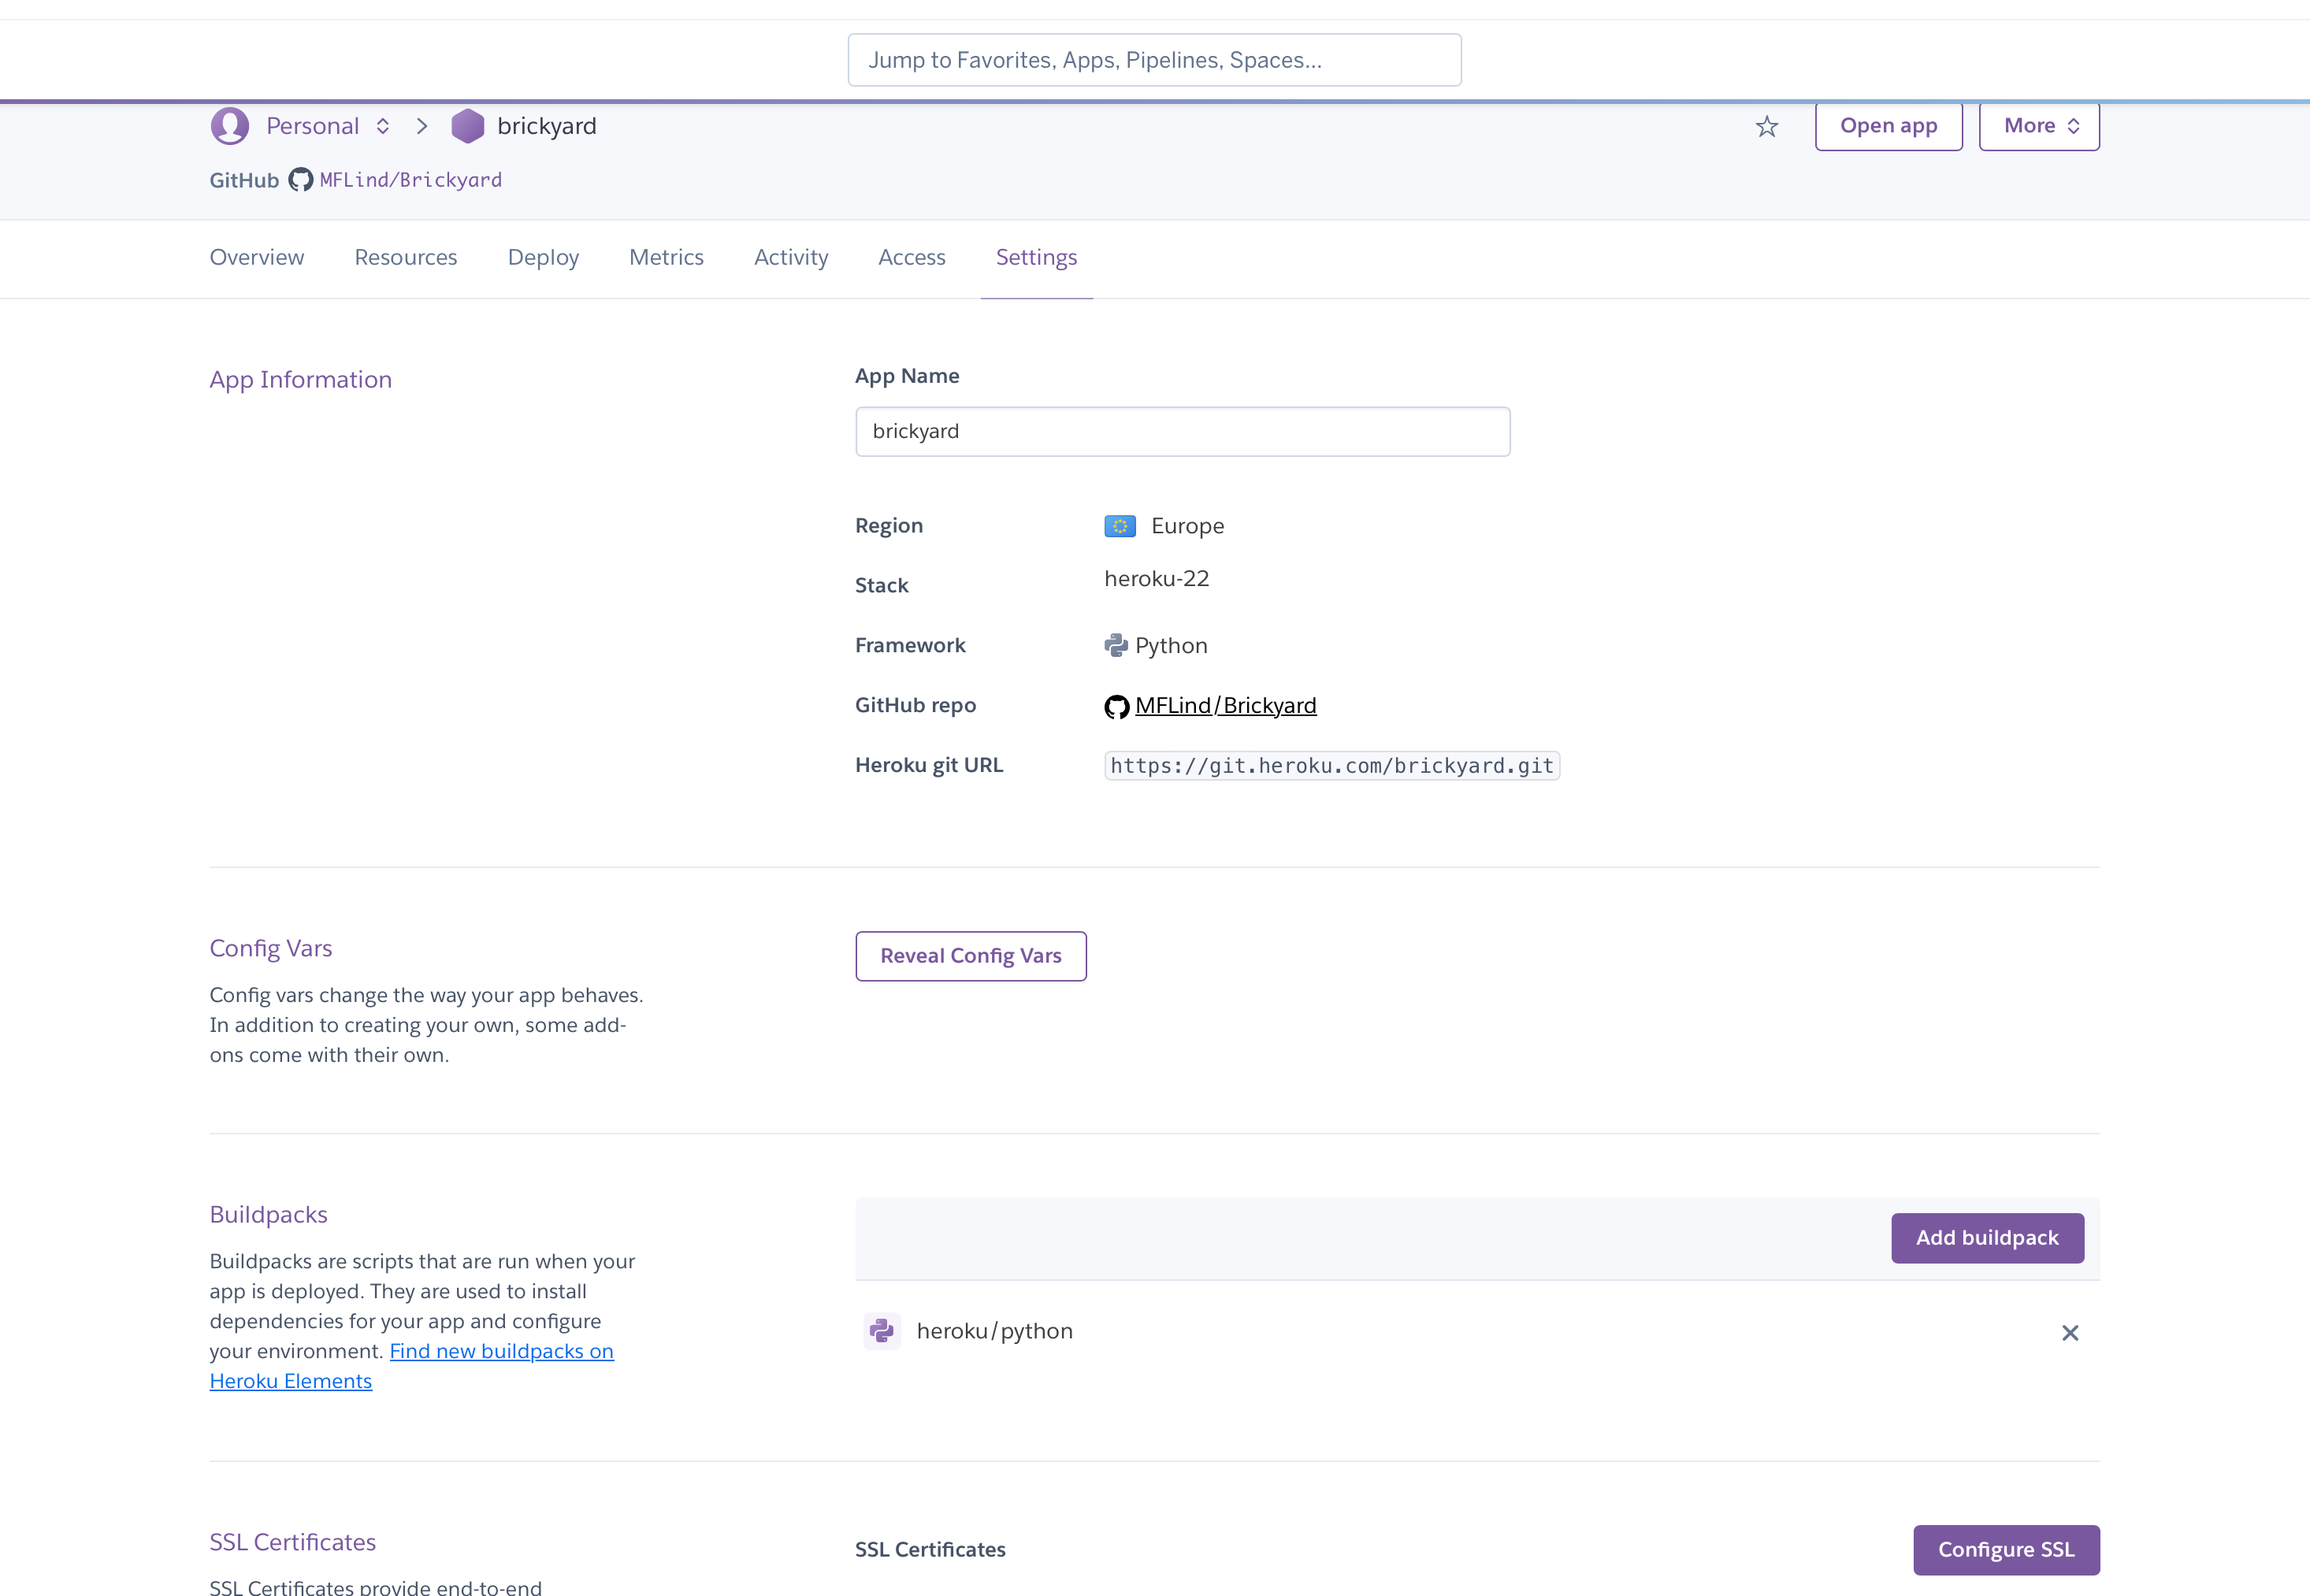 Jump to Favorites, Apps, Pipelines, Spaces...
Personal > brickyard
Open app
More
GitHub MFLind/Brickyard
Overview Resources Deploy Metrics Activity Access Settings
App Information
App Name
brickyard
Region Europe
Stack heroku-22
Framework Python
GitHub repo MFLind/Brickyard
Heroku git URL https://git.heroku.com/brickyard.git
Config Vars
Config vars change the way your app behaves.
In addition to creating your own, some add-
ons come with their own.
Reveal Config Vars
Buildpacks
Buildpacks are scripts that are run when your
app is deployed. They are used to install
dependencies for your app and configure
your environment. Find new buildpacks on
Heroku Elements
Add buildpack
heroku/python
SSL Certificates
SSL Certificates provide end-to-end
SSL Certificates
Configure SSL